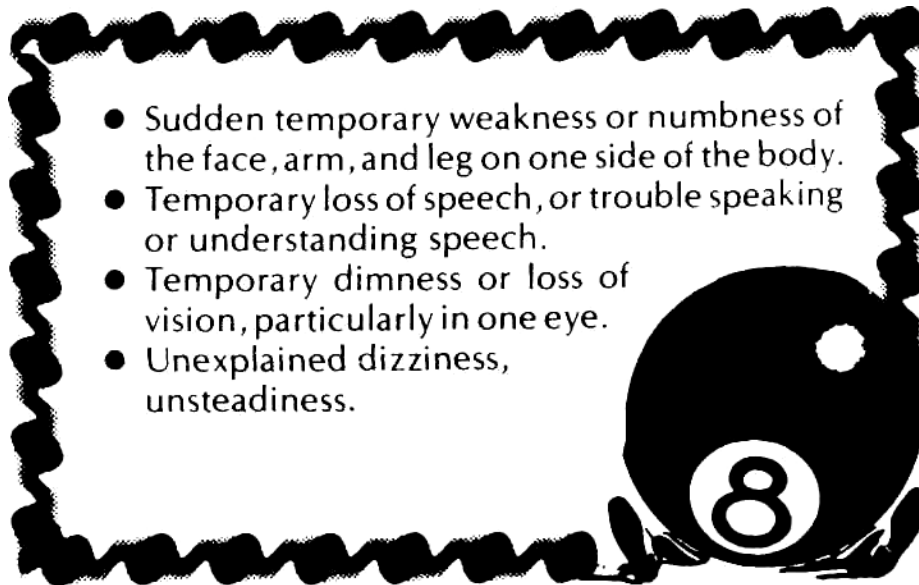 ● Sudden temporary weakness or numbness of
the face, arm, and leg on one side of the body.
● Temporary loss of speech, or trouble speaking
or understanding speech.
● Temporary dimness or loss of
vision, particularly in one eye.
● Unexplained dizziness,
unsteadiness.
8